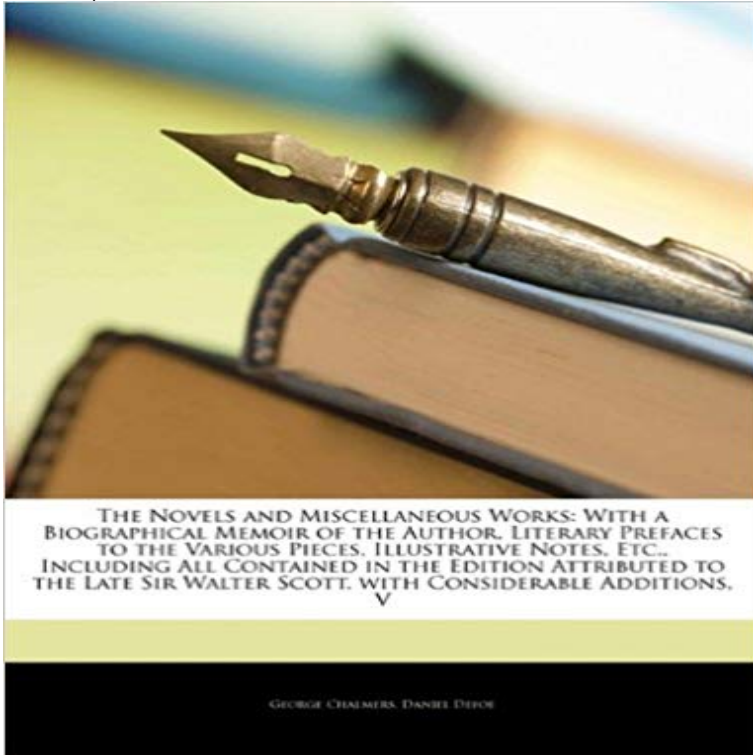 THE NOVELS AND MISCELLANEOUS WORKS: WITH A
BIOGRAPHICAL MEMOIR OF THE AUTHOR, LITERARY PREFACES
TO THE VARIOUS PIECES, ILLUSTRATIVE NOTES, ETC.,
INCLUDING ALL CONTAINED IN THE EDITION ATTRIBUTED TO
THE LATE SIR WALTER SCOTT. WITH CONSIDERABLE ADDITIONS,
V
GEORGE CHALMERS, DANIEL DEFOE